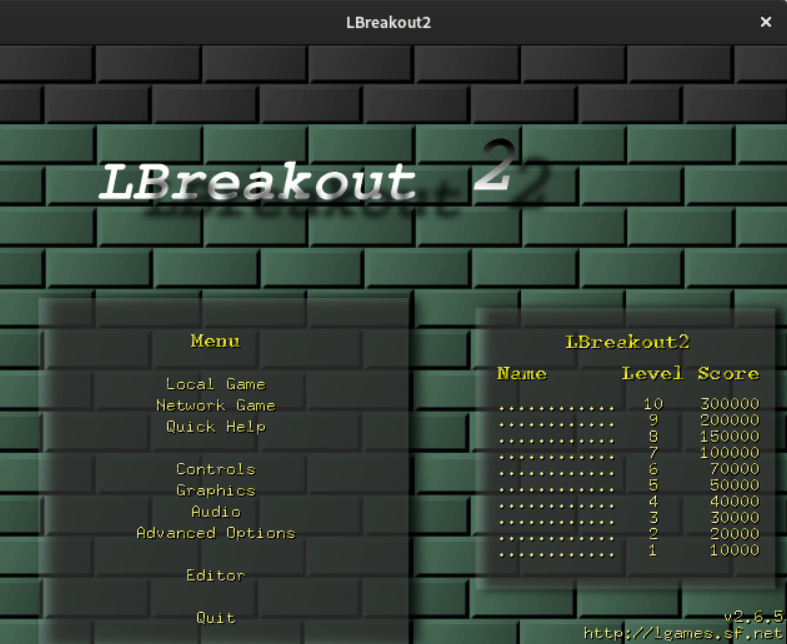 LBreakout2
LBreakout 2
Menu
Local Game
Network Game
Quick Help
Controls
Graphics
Audio
Advanced Options
Editor
Quit
LBreakout2
Name Level Score
............ 10 300000
............ 9 200000
............ 8 150000
............ 7 100000
............ 6 70000
............ 5 50000
............ 4 40000
............ 3 30000
............ 2 20000
............ 1 10000
v2.6.5
http://lgames.sf.net